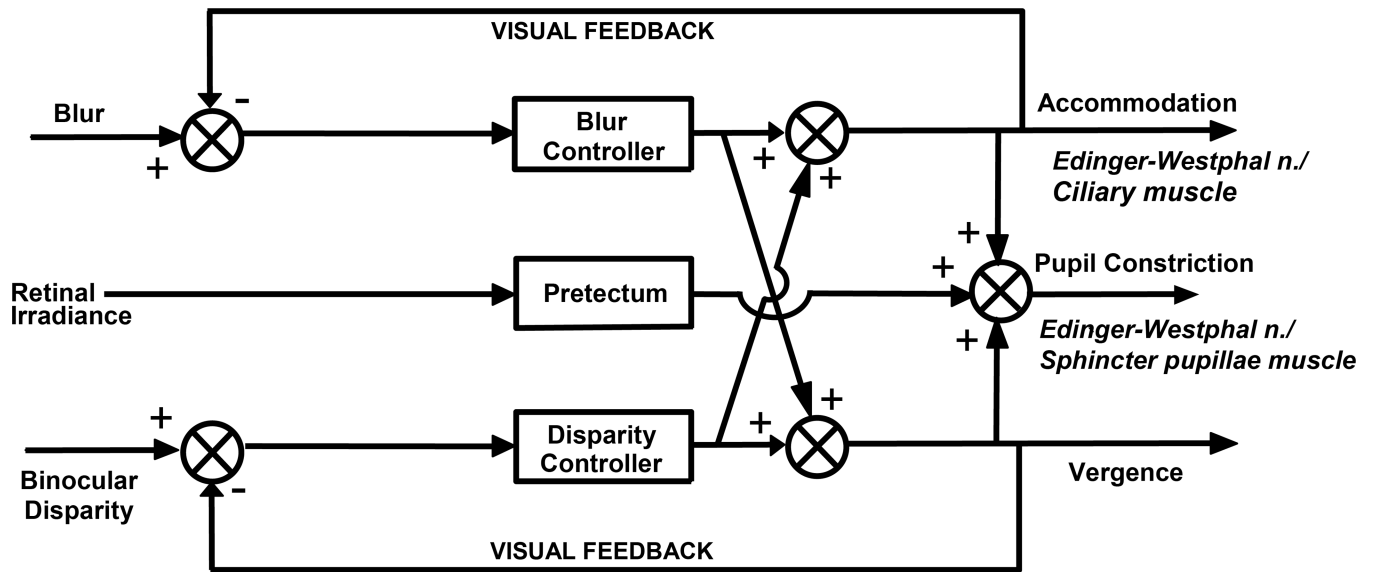 VISUAL FEEDBACK
-
Blur
+
Blur
Controller
+
+
Accommodation
Edinger-Westphal n./
Ciliary muscle
+
Retinal
Irradiance
Pretectum
+
Pupil Constriction
+
Edinger-Westphal n./
Sphincter pupillae muscle
+
Binocular
Disparity
-
Disparity
Controller
+
+
Vergence
VISUAL FEEDBACK